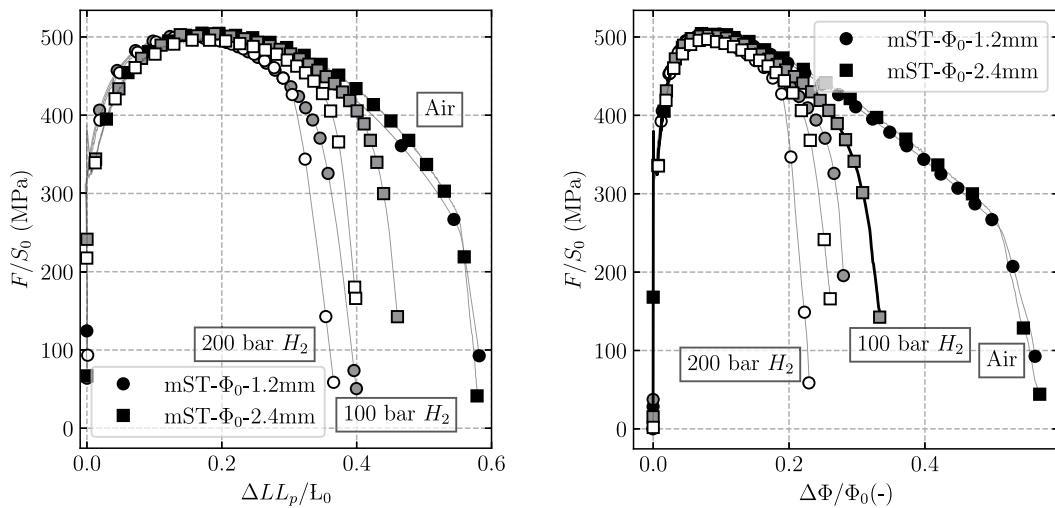 500
400
300
200
100
0
F/S₀ (MPa)
Air
200 bar H₂
mST-Φ₀-1.2mm
mST-Φ₀-2.4mm
100 bar H₂
0.0 0.2 0.4 0.6
ΔLLₚ/Ł₀
500
400
300
200
100
0
F/S₀ (MPa)
mST-Φ₀-1.2mm
mST-Φ₀-2.4mm
200 bar H₂
100 bar H₂
Air
0.0 0.2 0.4
ΔΦ/Φ₀(-)